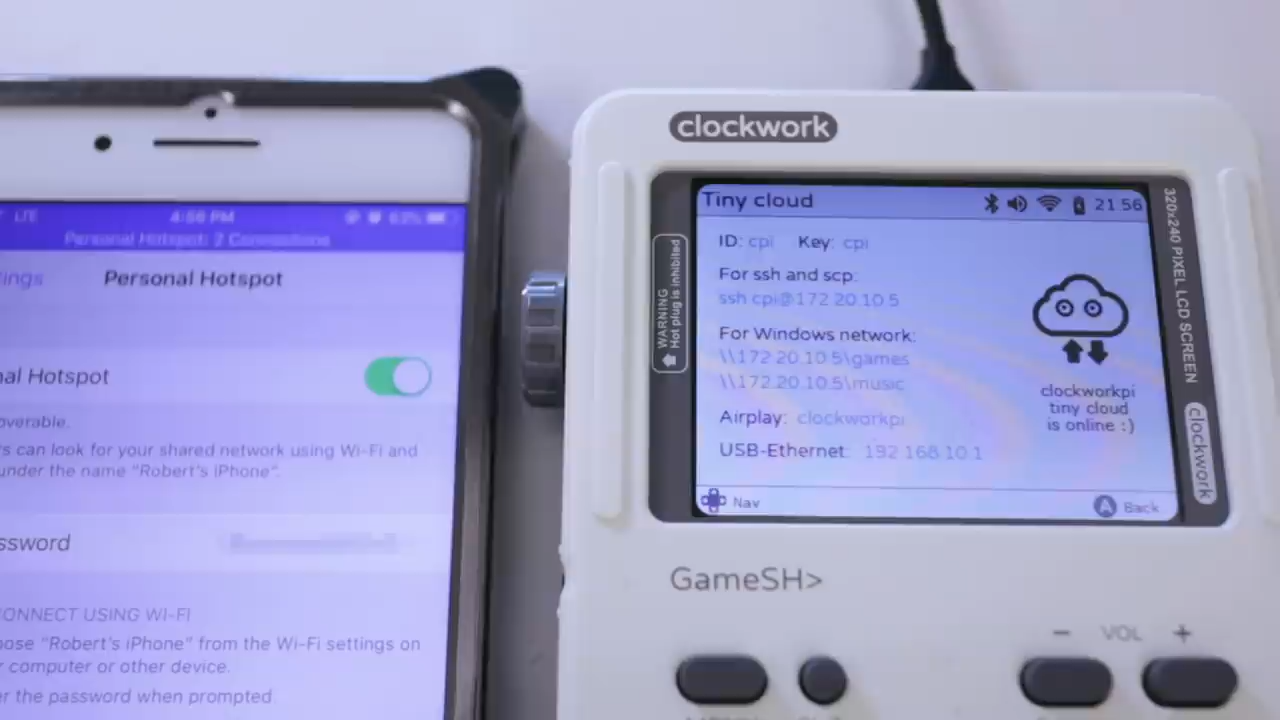 LTE
4:56 PM
63%
Personal Hotspot: 2 Connections
ings
Personal Hotspot
nal Hotspot
overable.
rs can look for your shared network using Wi-Fi and
under the name "Robert's iPhone".
ssword
ONNECT USING WI-FI
oose "Robert's iPhone" from the Wi-Fi settings on
r computer or other device.
er the password when prompted.
clockwork
WARNING
Hot plug is inhibited
Tiny cloud
21:56
ID: cpi Key: cpi
For ssh and scp:
ssh cpi@172.20.10.5
For Windows network:
\\172.20.10.5\games
\\172.20.10.5\music
Airplay: clockworkpi
USB-Ethernet: 192.168.10.1
clockworkpi
tiny cloud
is online :)
Nav
A Back
320x240 PIXEL LCD SCREEN
clockwork
GameSH>
− VOL +